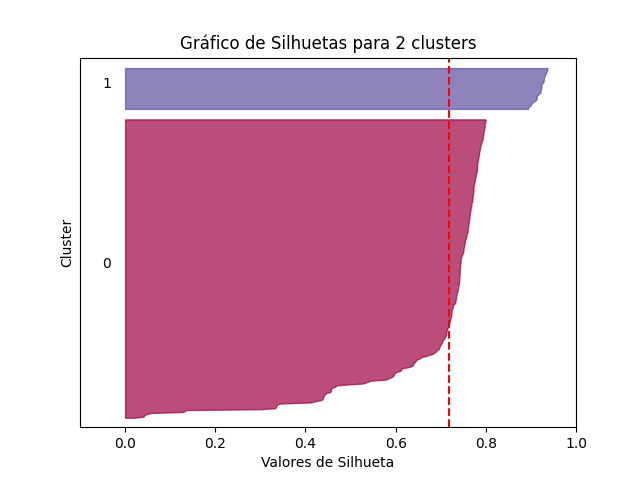 Gráfico de Silhuetas para 2 clusters
1
0
Cluster
0.0 0.2 0.4 0.6 0.8 1.0
Valores de Silhueta